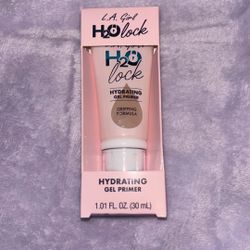 L.A. Girl
H2O lock
L.A. Girl
H2O
lock
HYDRATING
GEL PRIMER
GRIPPING
FORMULA
HYDRATING
GEL PRIMER
1.01 FL. OZ. (30 mL)